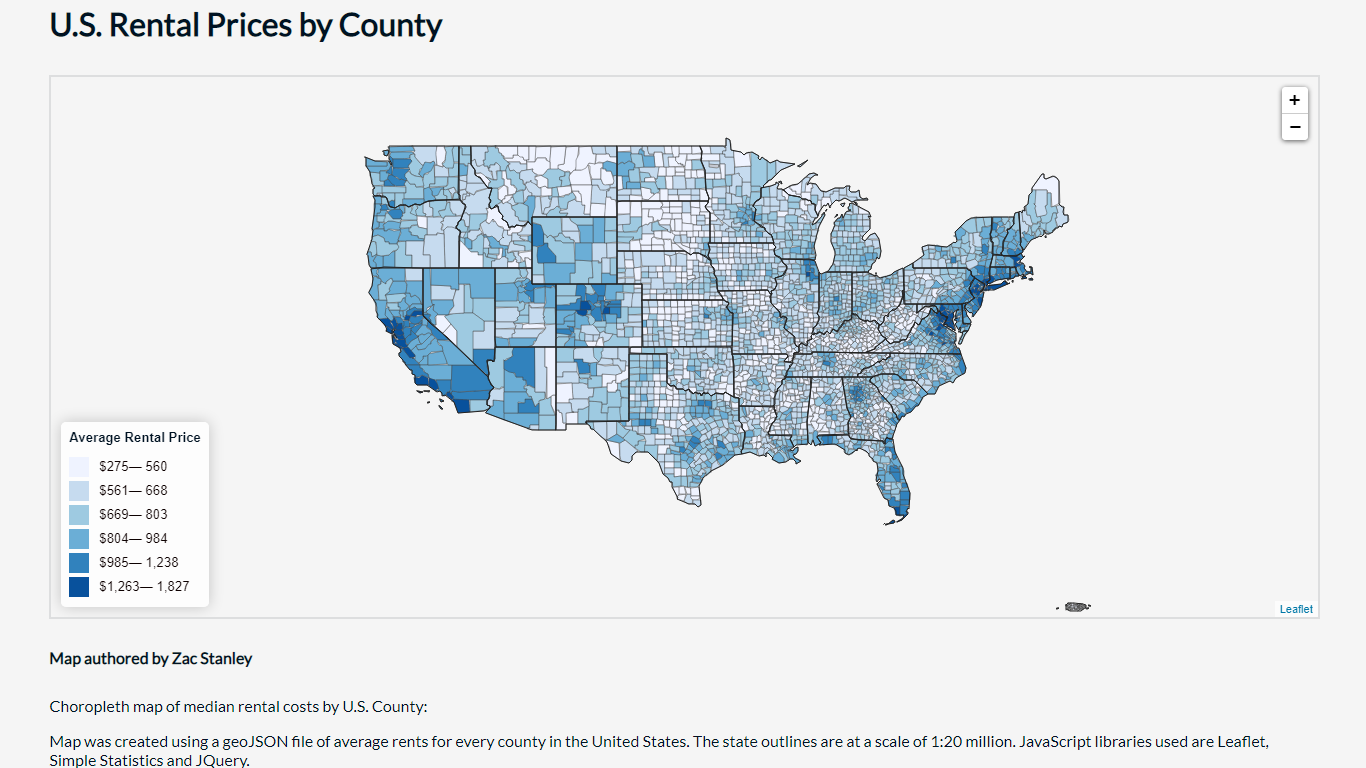 U.S. Rental Prices by County
+
−
Average Rental Price
$275— 560
$561— 668
$669— 803
$804— 984
$985— 1,238
$1,263— 1,827
Leaflet
Map authored by Zac Stanley
Choropleth map of median rental costs by U.S. County:
Map was created using a geoJSON file of average rents for every county in the United States. The state outlines are at a scale of 1:20 million. JavaScript libraries used are Leaflet,
Simple Statistics and JQuery.